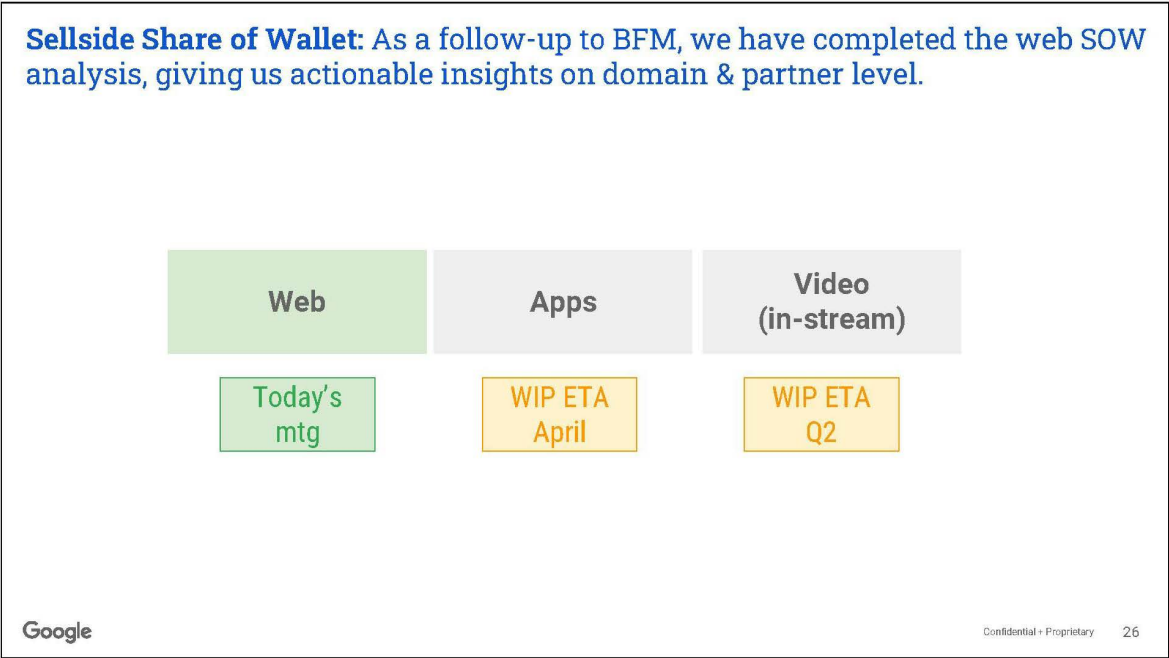 Sellside Share of Wallet: As a follow-up to BFM, we have completed the web SOW
analysis, giving us actionable insights on domain & partner level.
Web
Apps
Video
(in-stream)
Today's
mtg
WIP ETA
April
WIP ETA
Q2
Google
Confidential + Proprietary
26